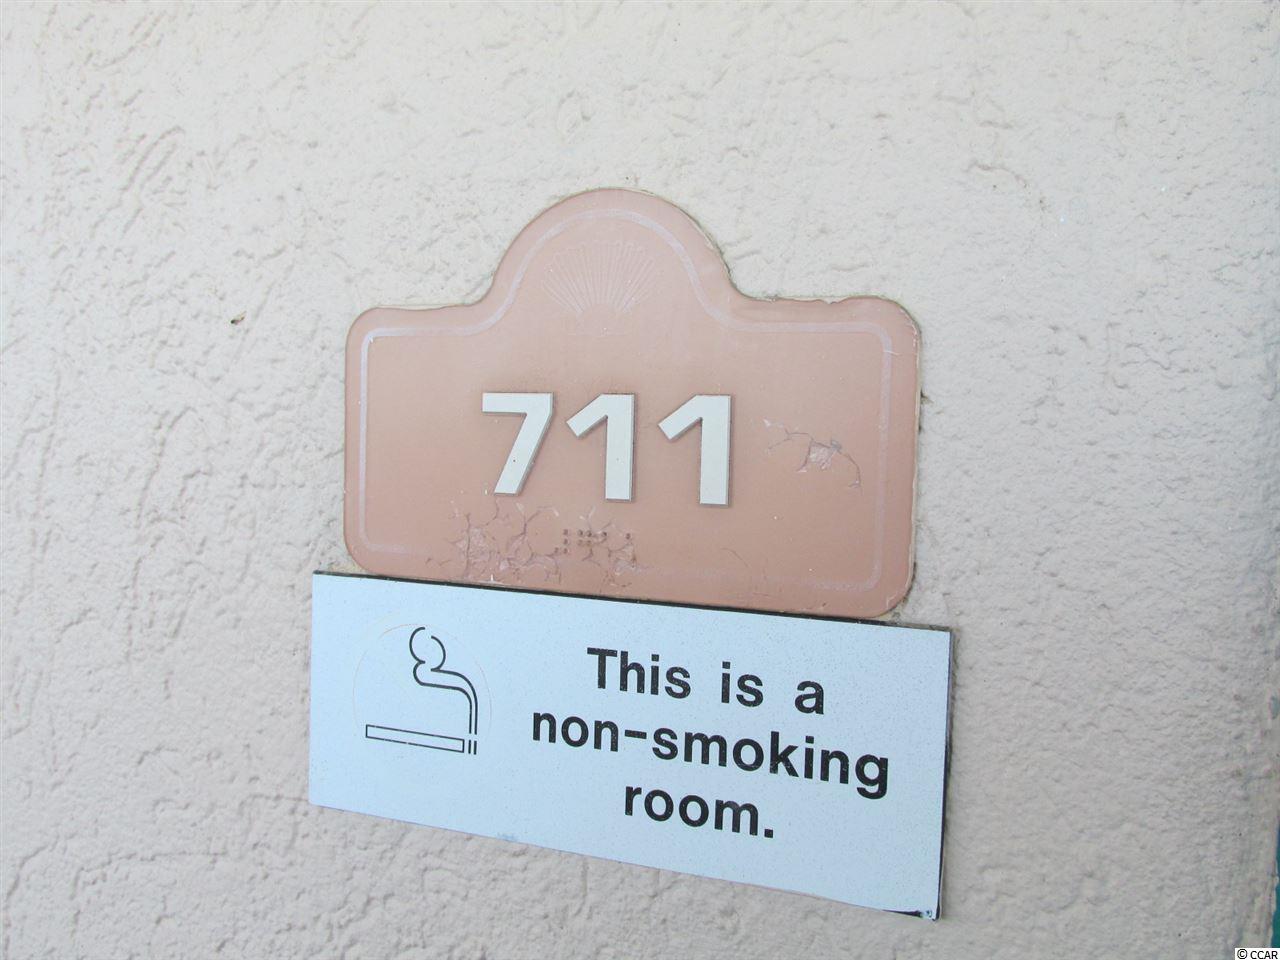 711
This is a
non-smoking
room.
© CCAR